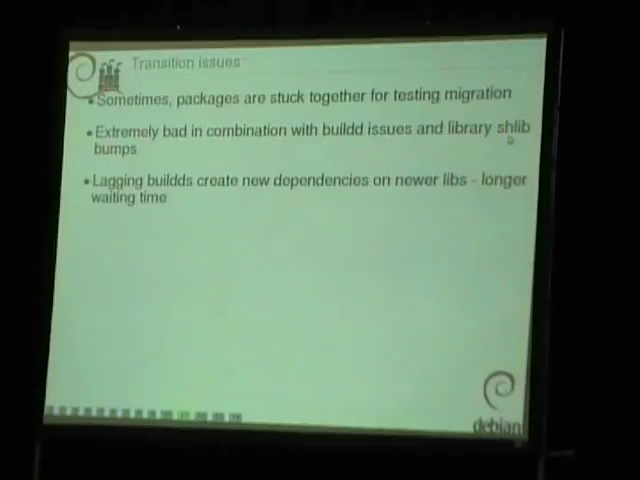 Transition issues
•Sometimes, packages are stuck together for testing migration
•Extremely bad in combination with buildd issues and library shlib
bumps
•Lagging buildds create new dependencies on newer libs - longer
waiting time
debian